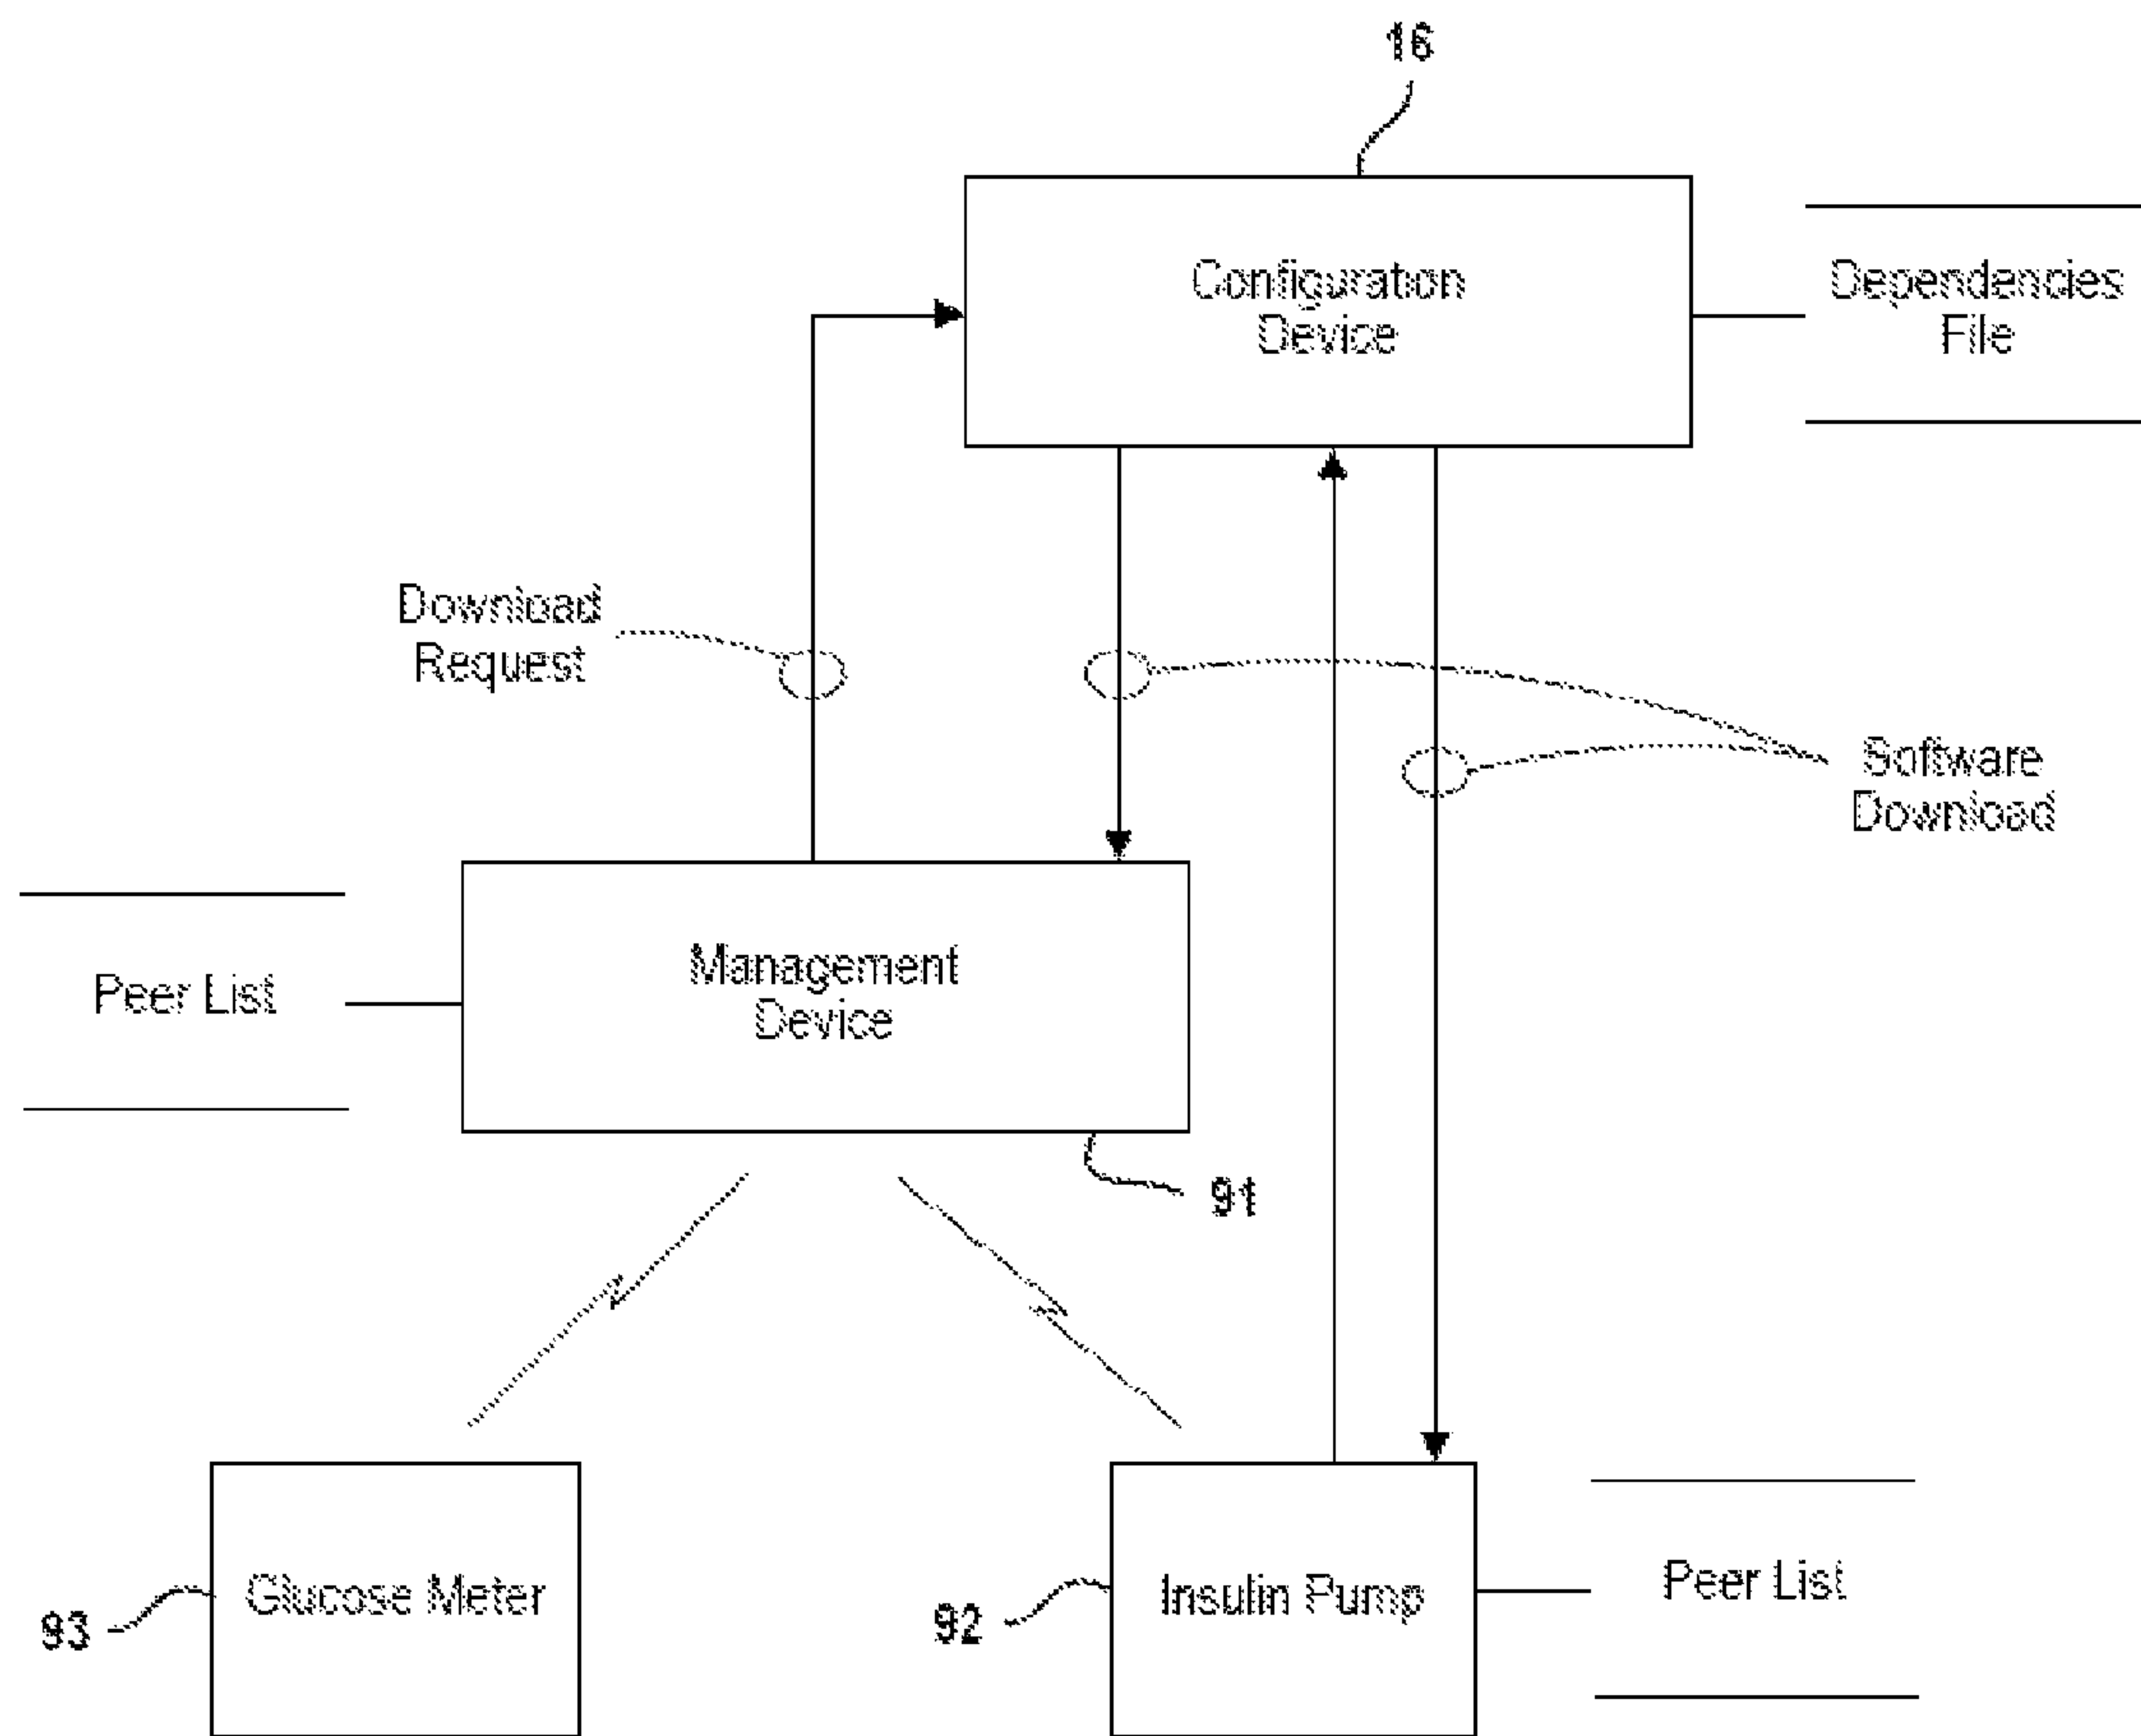 16
Configuration
Device
Dependencies
File
Download
Request
Software
Download
Peer List
Management
Device
91
Glucose Meter
93
Insulin Pump
92
Peer List